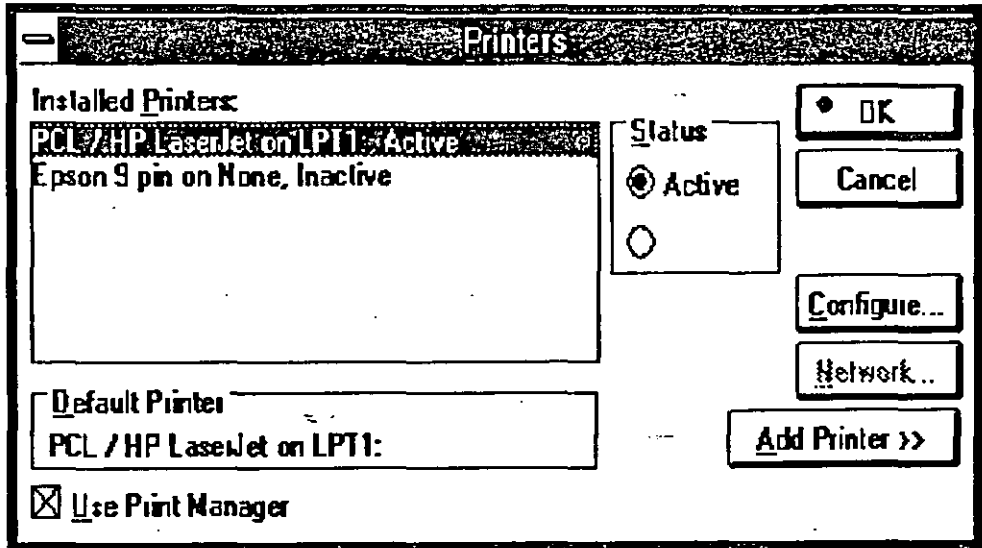 Printers
Installed Printers:
PCL / HP LaserJet on LPT1:, Active
Epson 9 pin on None, Inactive
Status
Active
OK
Cancel
Configure...
Network...
Add Printer >>
Default Printer
PCL / HP LaserJet on LPT1:
Use Print Manager